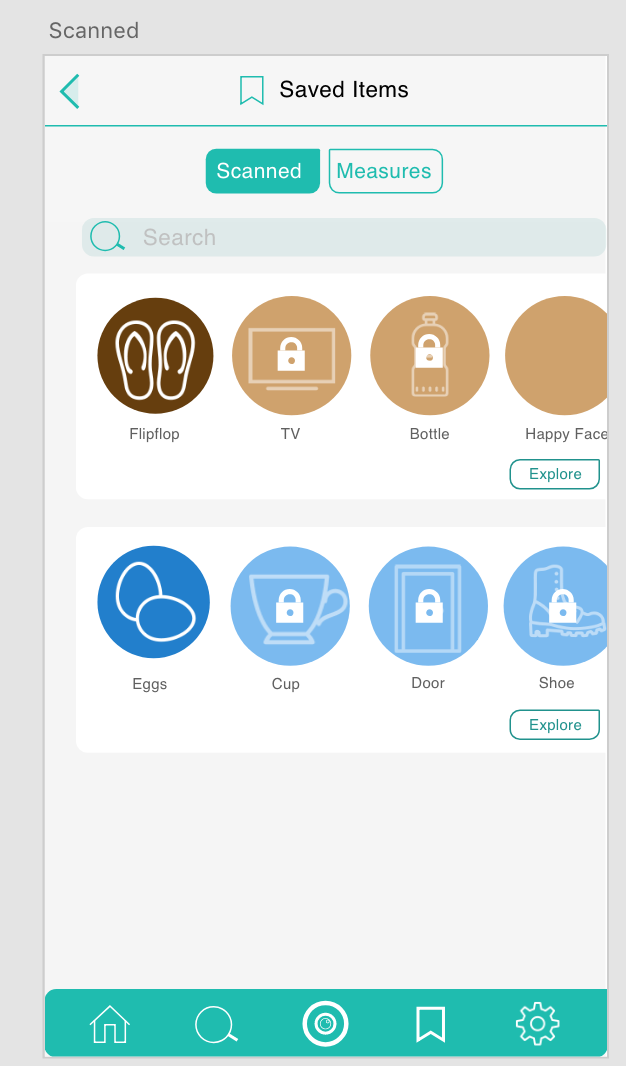 Scanned
Saved Items
Scanned
Measures
Search
Flipflop
TV
Bottle
Happy Face
Explore
Eggs
Cup
Door
Shoe
Explore